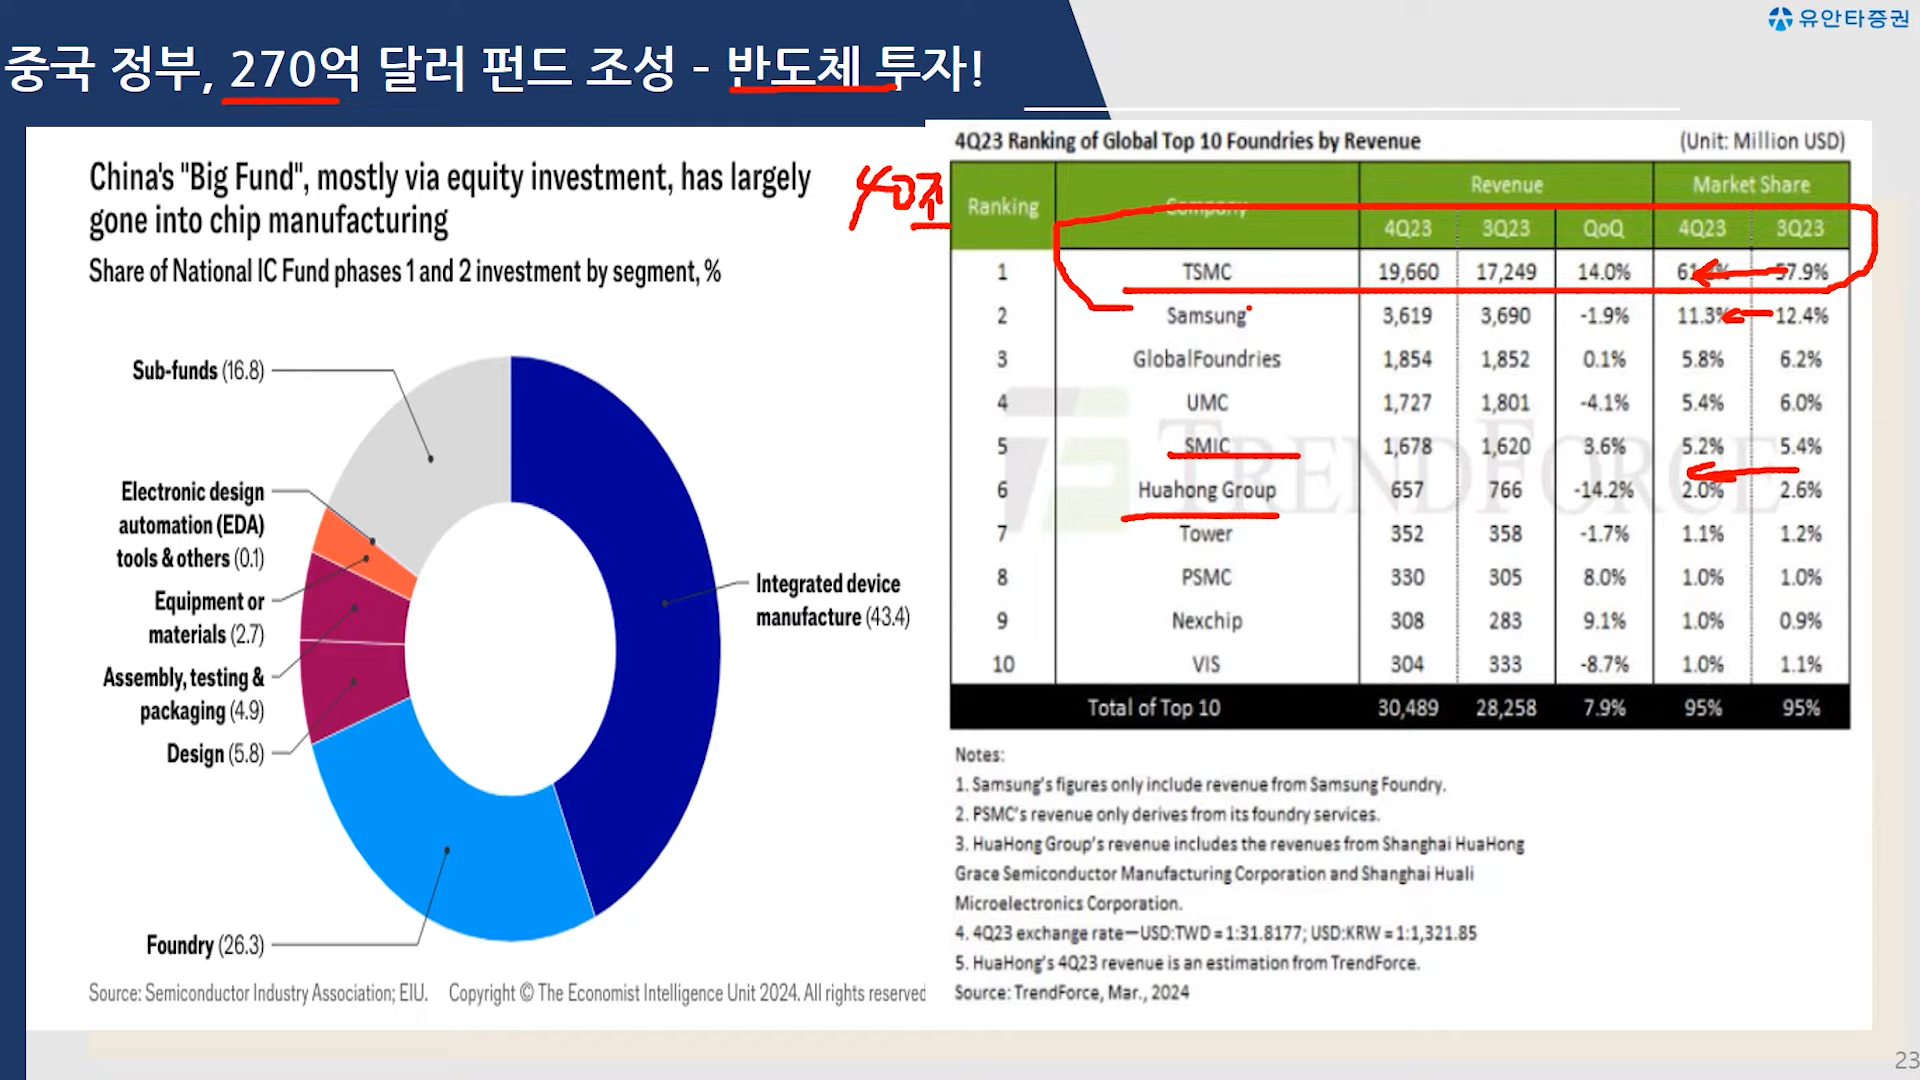 유안타증권
중국 정부, 270억 달러 펀드 조성 - 반도체 투자!
China's "Big Fund", mostly via equity investment, has largely
gone into chip manufacturing
Share of National IC Fund phases 1 and 2 investment by segment, %
Sub-funds (16.8)
Electronic design
automation (EDA)
tools & others (0.1)
Equipment or
materials (2.7)
Assembly, testing &
packaging (4.9)
Design (5.8)
Foundry (26.3)
Integrated device
manufacture (43.4)
Source: Semiconductor Industry Association; EIU. Copyright © The Economist Intelligence Unit 2024. All rights reserved
40조
4Q23 Ranking of Global Top 10 Foundries by Revenue (Unit: Million USD)
Ranking Company Revenue Market Share
4Q23 3Q23 QoQ 4Q23 3Q23
1 TSMC 19,660 17,249 14.0% 57.9%
2 Samsung 3,619 3,690 -1.9% 11.3% 12.4%
3 GlobalFoundries 1,854 1,852 0.1% 5.8% 6.2%
4 UMC 1,727 1,801 -4.1% 5.4% 6.0%
5 SMIC 1,678 1,620 3.6% 5.2% 5.4%
6 Huahong Group 657 766 -14.2% 2.0% 2.6%
7 Tower 352 358 -1.7% 1.1% 1.2%
8 PSMC 330 305 8.0% 1.0% 1.0%
9 Nexchip 308 283 9.1% 1.0% 0.9%
10 VIS 304 333 -8.7% 1.0% 1.1%
Total of Top 10 30,489 28,258 7.9% 95% 95%
TRENDFORCE
Notes:
1. Samsung's figures only include revenue from Samsung Foundry.
2. PSMC's revenue only derives from its foundry services.
3. HuaHong Group's revenue includes the revenues from Shanghai HuaHong
Grace Semiconductor Manufacturing Corporation and Shanghai Huali
Microelectronics Corporation.
4. 4Q23 exchange rate—USD:TWD = 1:31.8177; USD:KRW = 1:1,321.85
5. HuaHong's 4Q23 revenue is an estimation from TrendForce.
Source: TrendForce, Mar., 2024
23